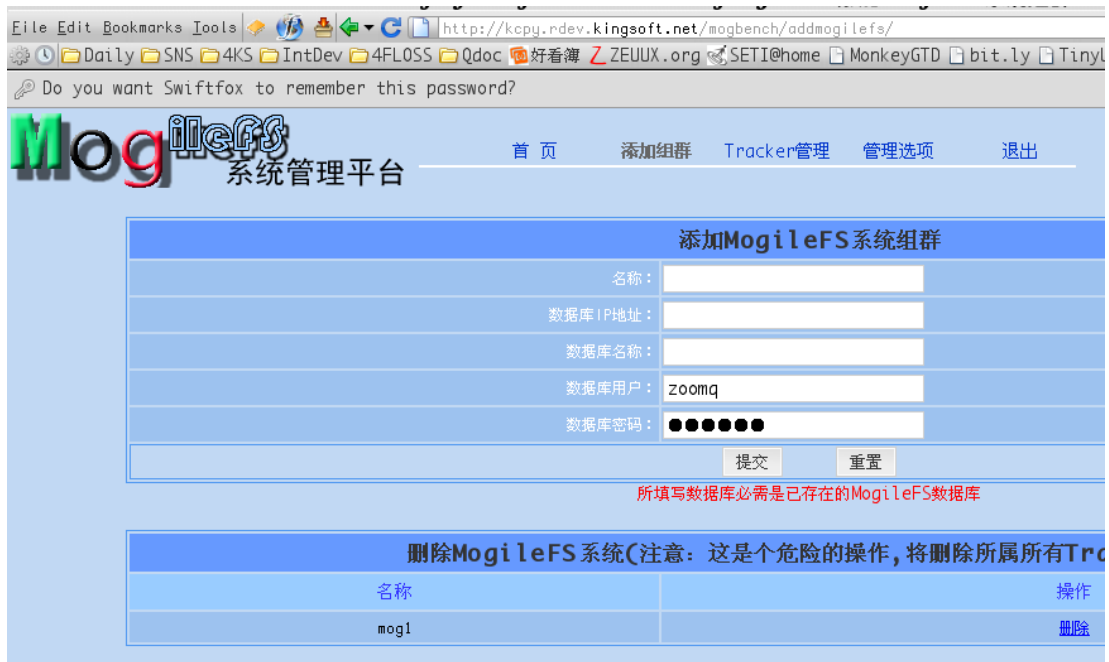 File Edit Bookmarks Tools http://kcpy.rdev.kingsoft.net/mogbench/addmogilefs/
Daily SNS 4KS IntDev 4FLOSS Qdoc 好看簿 ZEUUX.org SETI@home MonkeyGTD bit.ly
Do you want Swiftfox to remember this password?
MogileFS
系统管理平台
首 页 添加组群 Tracker管理 管理选项 退出
添加MogileFS系统组群
名称：
数据库IP地址：
数据库名称：
数据库用户： zoomq
数据库密码： ●●●●●●
提交 重置
所填写数据库必需是已存在的MogileFS数据库
删除MogileFS系统(注意: 这是个危险的操作,将删除所属所有Tra
名称 操作
mog1 删除